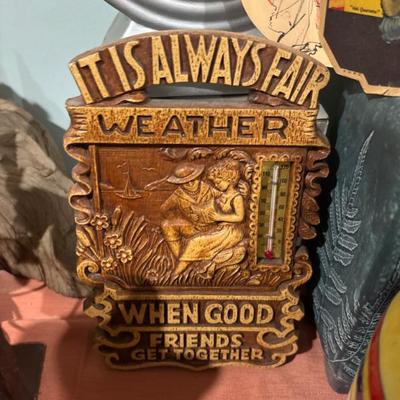 IT IS ALWAYS FAIR
WEATHER
WHEN GOOD
FRIENDS
GET TOGETHER